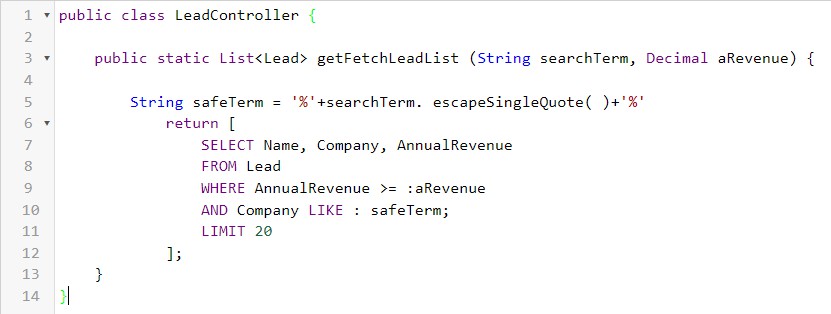 1 public class LeadController {
2
3 public static List<Lead> getFetchLeadList (String searchTerm, Decimal aRevenue) {
4
5 String safeTerm = '%'+searchTerm. escapeSingleQuote( )+'%'
6 return [
7 SELECT Name, Company, AnnualRevenue
8 FROM Lead
9 WHERE AnnualRevenue >= :aRevenue
10 AND Company LIKE : safeTerm;
11 LIMIT 20
12 ];
13 }
14 }